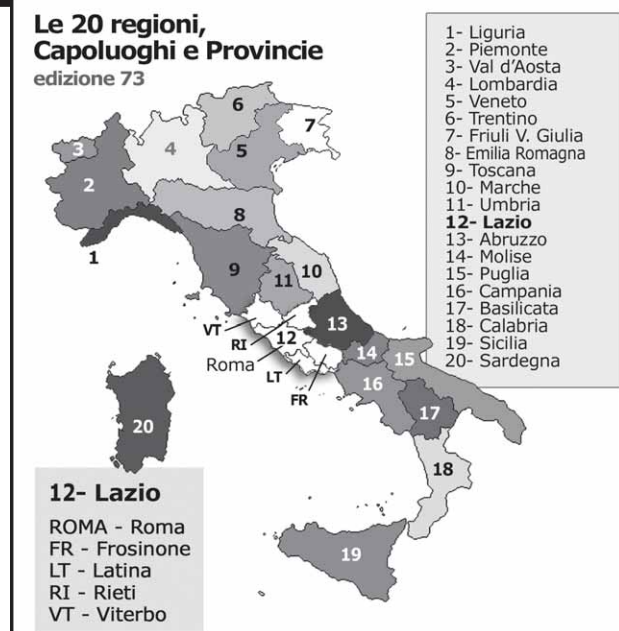 Le 20 regioni,
Capoluoghi e Provincie
edizione 73
1- Liguria
2- Piemonte
3- Val d'Aosta
4- Lombardia
5- Veneto
6- Trentino
7- Friuli V. Giulia
8- Emilia Romagna
9- Toscana
10- Marche
11- Umbria
12- Lazio
13- Abruzzo
14- Molise
15- Puglia
16- Campania
17- Basilicata
18- Calabria
19- Sicilia
20- Sardegna
6
7
3
4
5
2
8
1
9
11
10
VT
12
13
RI
Roma
LT
FR
14
15
16
17
20
18
19
12- Lazio
ROMA - Roma
FR - Frosinone
LT - Latina
RI - Rieti
VT - Viterbo